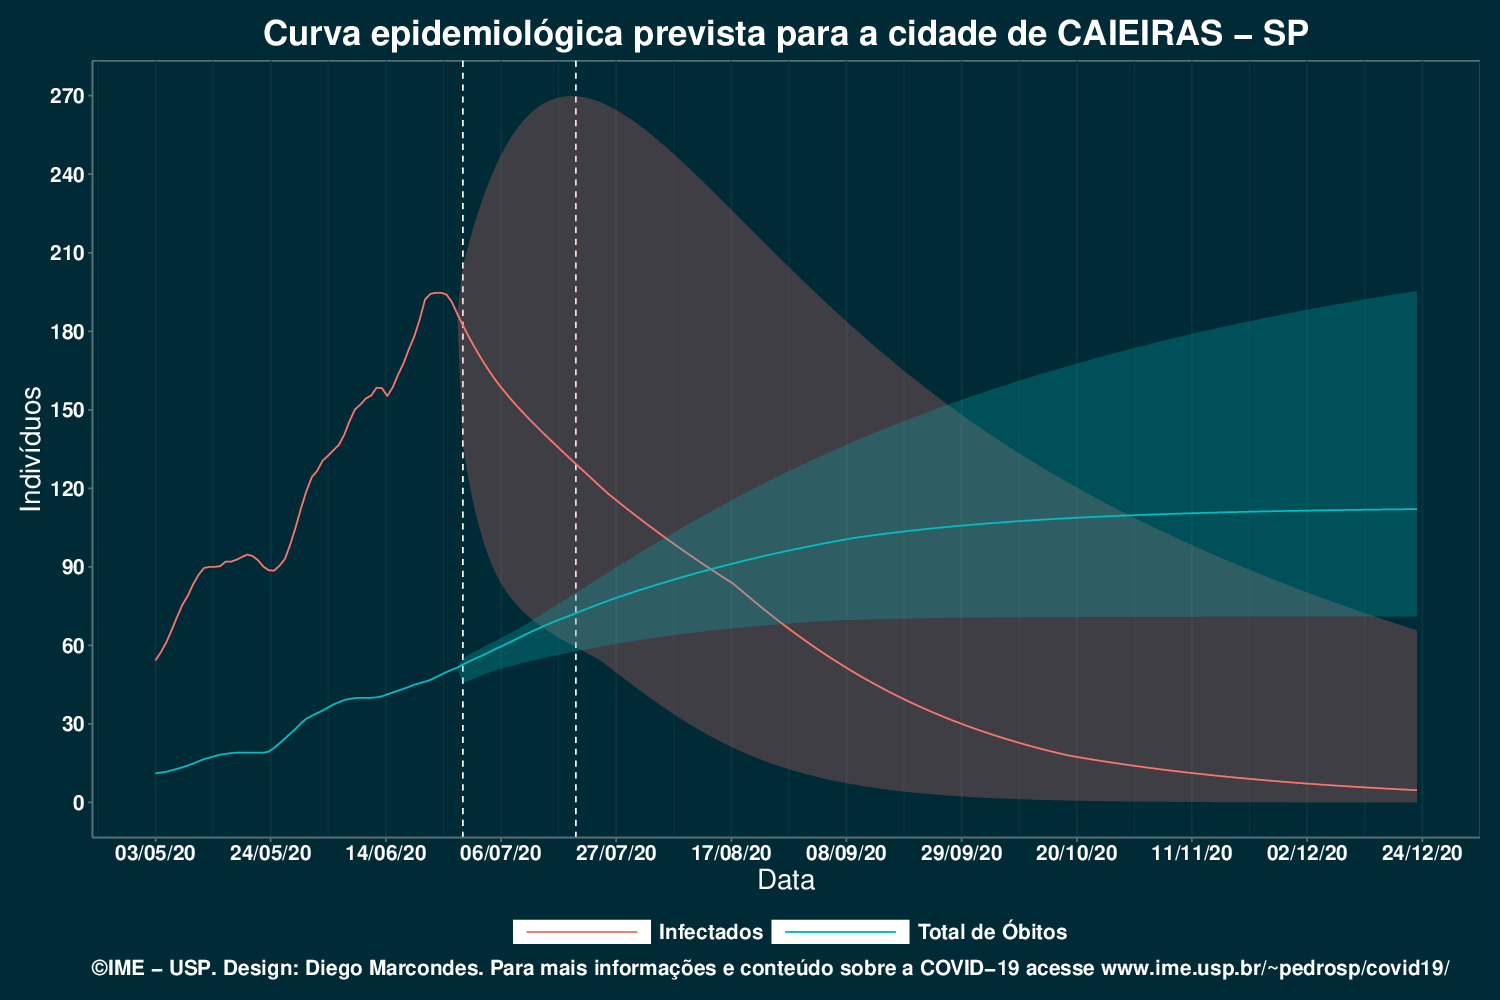 Curva epidemiológica prevista para a cidade de CAIEIRAS – SP
270
240
210
180
150
120
90
60
30
0
Indivíduos
03/05/20 24/05/20 14/06/20 06/07/20 27/07/20 17/08/20 08/09/20 29/09/20 20/10/20 11/11/20 02/12/20 24/12/20
Data
Infectados Total de Óbitos
©IME – USP. Design: Diego Marcondes. Para mais informações e conteúdo sobre a COVID–19 acesse www.ime.usp.br/~pedrosp/covid19/